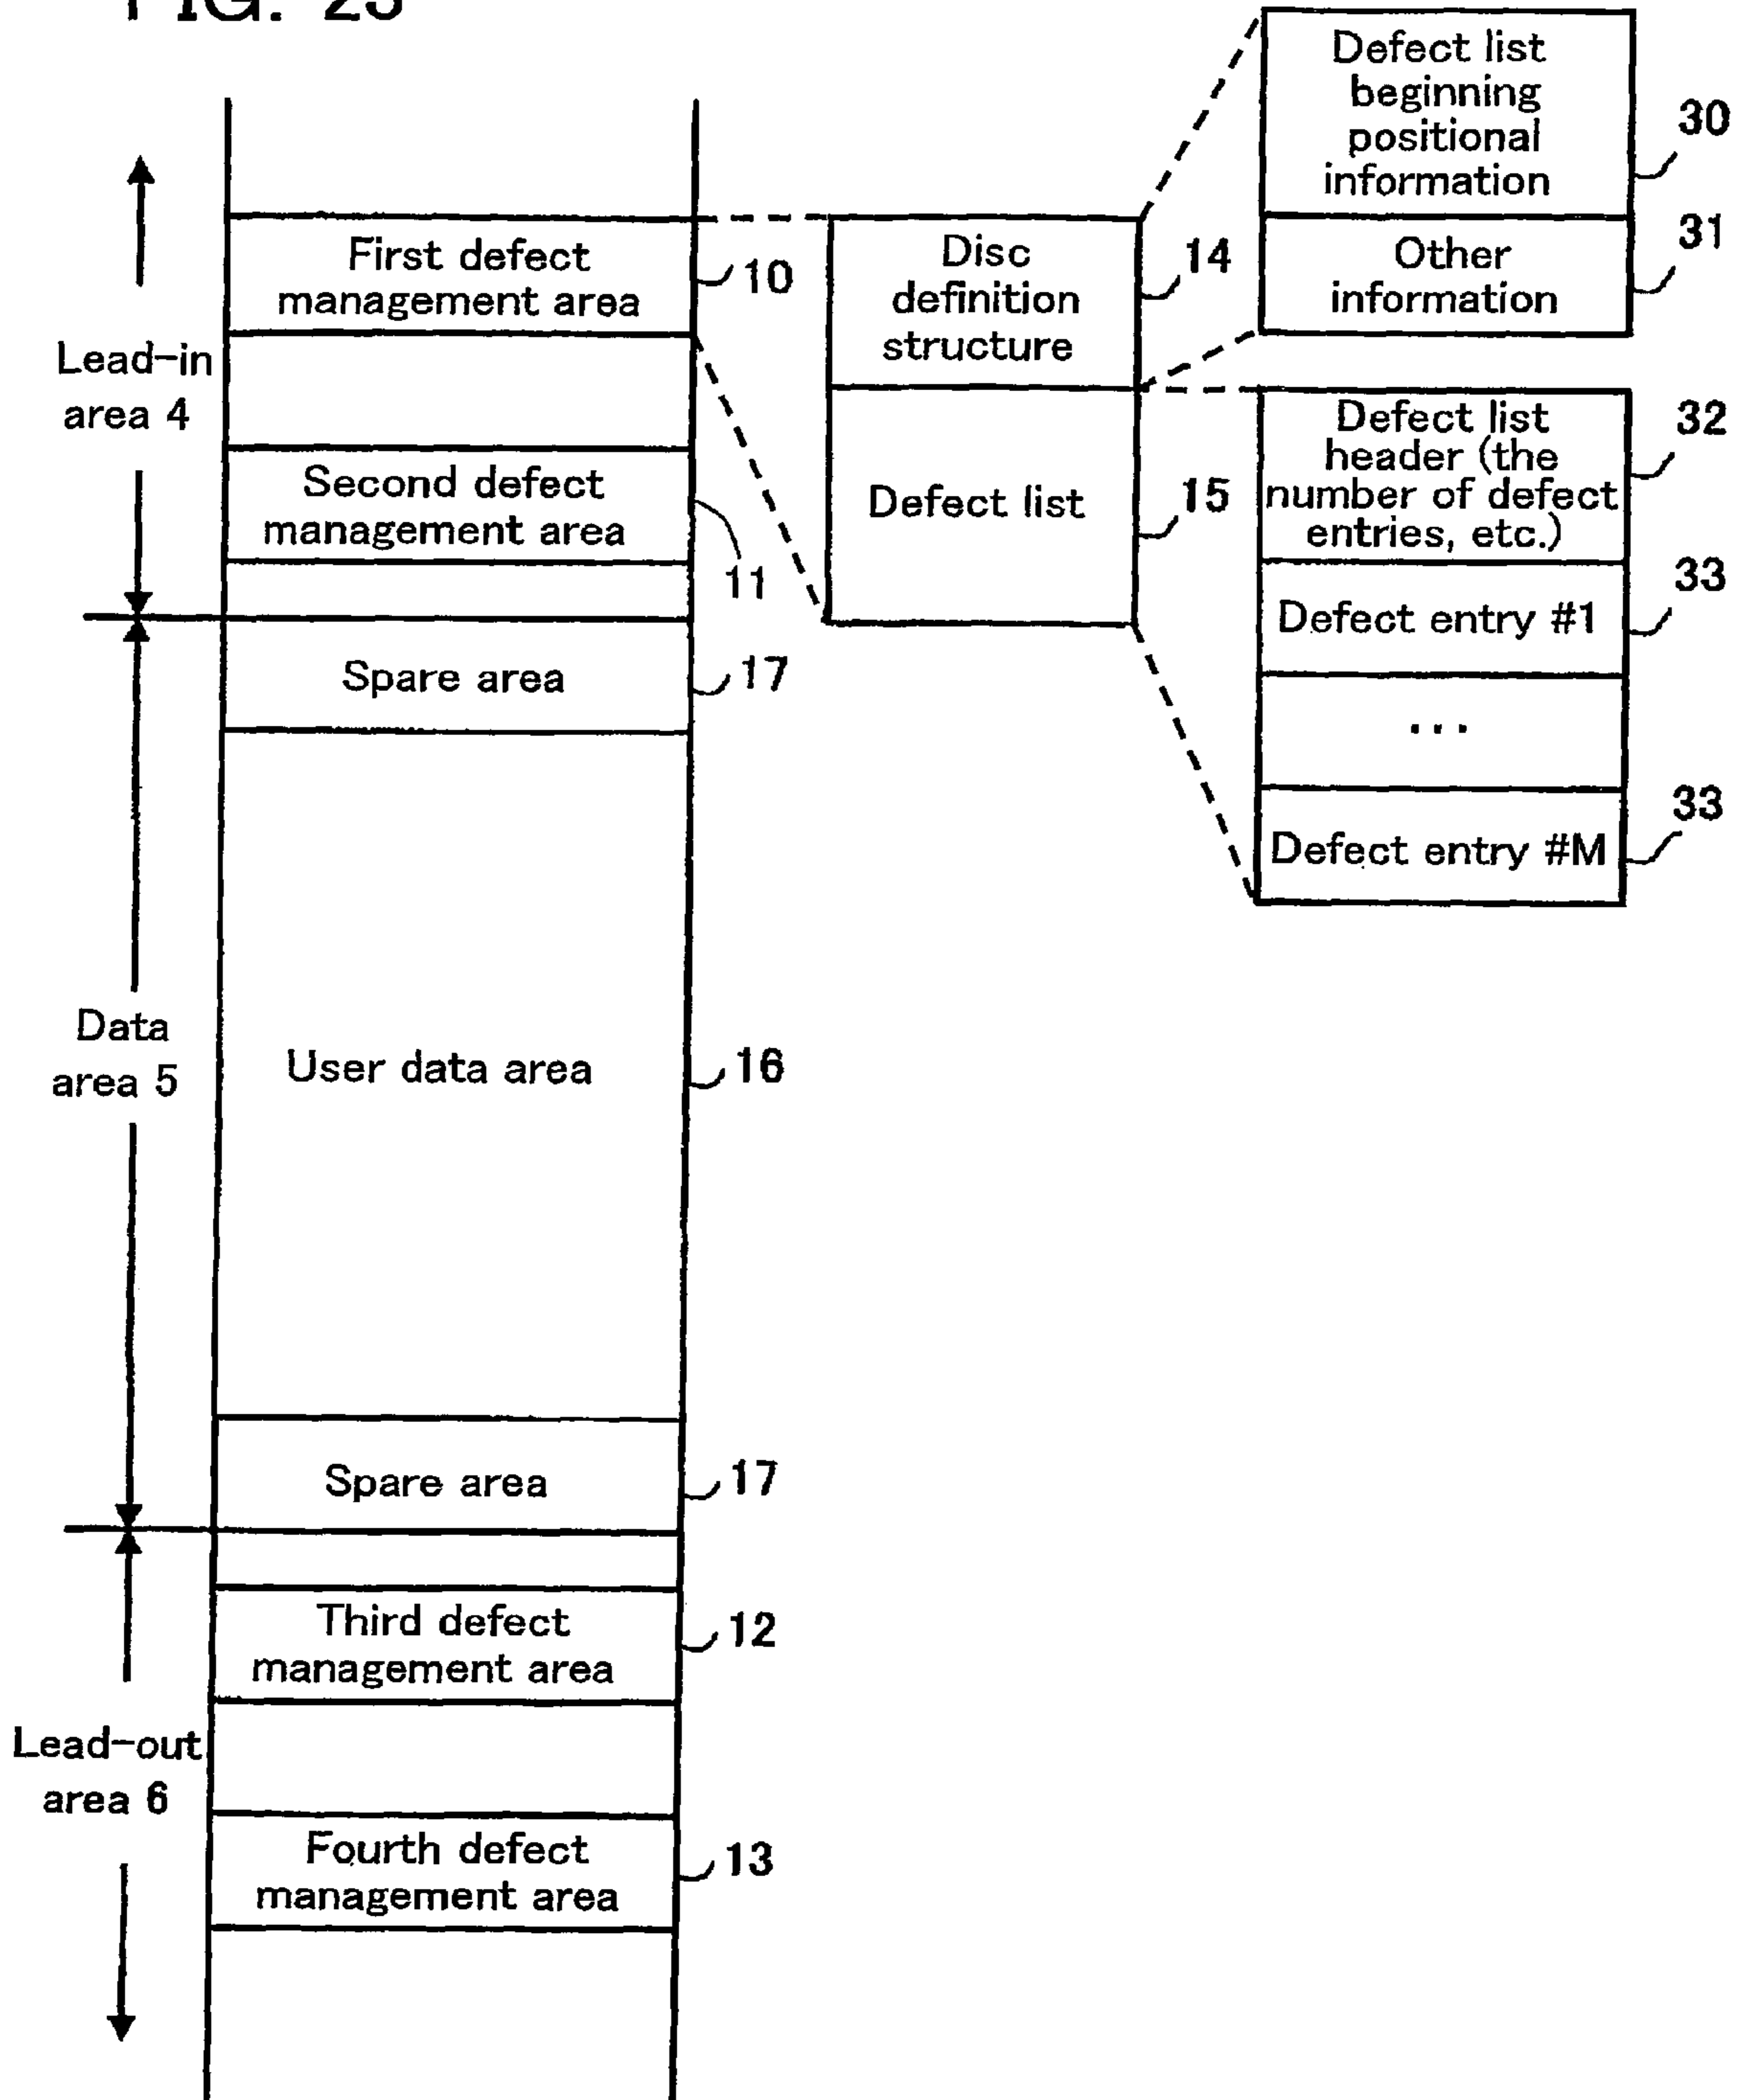 FIG. 23
Defect list
beginning
positional
information
30
Other
information
31
First defect
management area
10
Disc
definition
structure
14
Lead-in
area 4
Defect list
header (the
number of defect
entries, etc.)
32
Second defect
management area
11
Defect list
15
Defect entry #1
33
Spare area
17
...
Defect entry #M
33
Data
area 5
User data area
16
Spare area
17
Third defect
management area
12
Lead-out
area 6
Fourth defect
management area
13